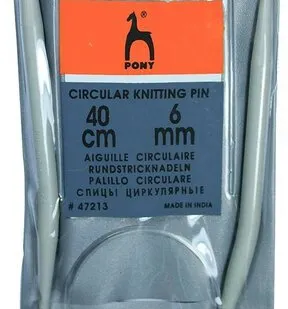 PONY
CIRCULAR KNITTING PIN
40 6
cm mm
AIGUILLE CIRCULAIRE
RUNDSTRICKNADELN
PALILLO CIRCULARE
СПИЦЫ ЦИРКУЛЯРНЫЕ
# 47213 MADE IN INDIA